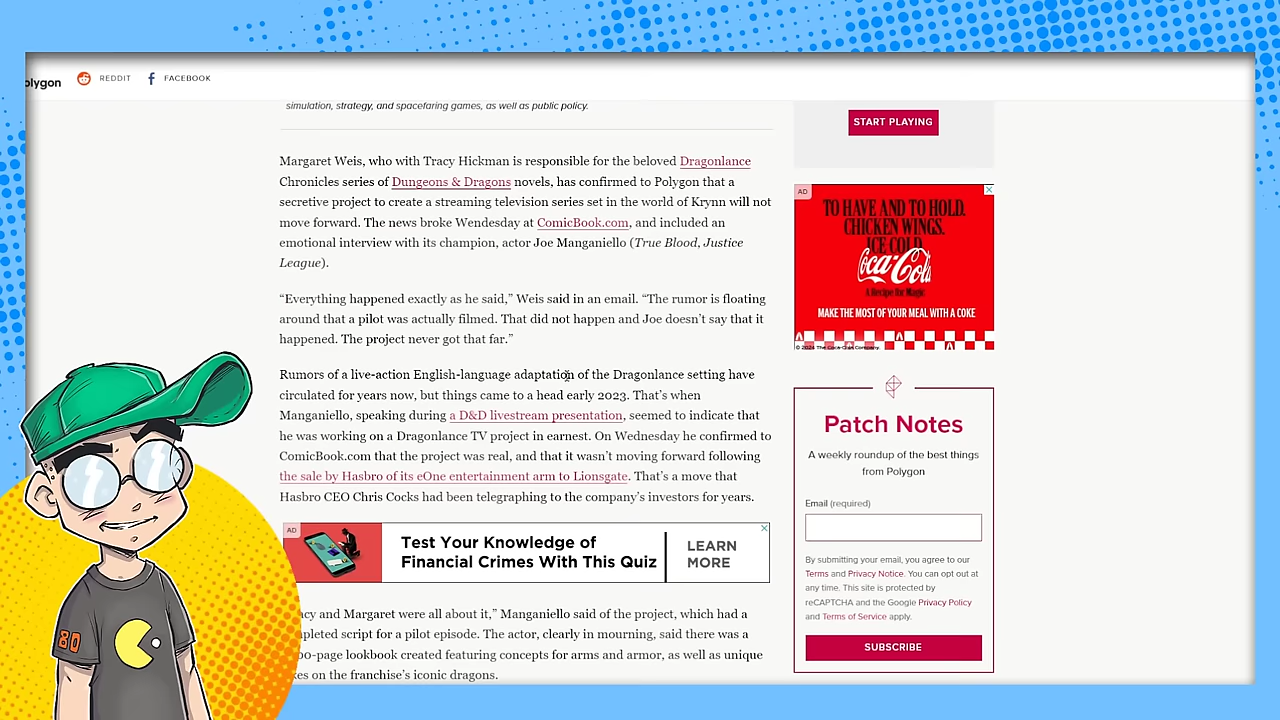 olygon
REDDIT
FACEBOOK
simulation, strategy, and spacefaring games, as well as public policy.
Margaret Weis, who with Tracy Hickman is responsible for the beloved Dragonlance
Chronicles series of Dungeons & Dragons novels, has confirmed to Polygon that a
secretive project to create a streaming television series set in the world of Krynn will not
move forward. The news broke Wednesday at ComicBook.com, and included an
emotional interview with its champion, actor Joe Manganiello (True Blood, Justice
League).
“Everything happened exactly as he said,” Weis said in an email. “The rumor is floating
around that a pilot was actually filmed. That did not happen and Joe doesn’t say that it
happened. The project never got that far.”
Rumors of a live-action English-language adaptation of the Dragonlance setting have
circulated for years now, but things came to a head early 2023. That’s when
Manganiello, speaking during a D&D livestream presentation, seemed to indicate that
he was working on a Dragonlance TV project in earnest. On Wednesday he confirmed to
ComicBook.com that the project was real, and that it wasn’t moving forward following
the sale by Hasbro of its eOne entertainment arm to Lionsgate. That’s a move that
Hasbro CEO Chris Cocks had been telegraphing to the company’s investors for years.
AD
Test Your Knowledge of
Financial Crimes With This Quiz
LEARN
MORE
and Margaret were all about it,” Manganiello said of the project, which had a
script for a pilot episode. The actor, clearly in mourning, said there was a
-page lookbook created featuring concepts for arms and armor, as well as unique
on the franchise’s iconic dragons.
START PLAYING
AD
TO HAVE AND TO HOLD.
CHICKEN WINGS.
ICE COLD
Coca-Cola
A Recipe for Magic
MAKE THE MOST OF YOUR MEAL WITH A COKE
© 2024 The Coca-Cola Company.
Patch Notes
A weekly roundup of the best things
from Polygon
Email (required)
By submitting your email, you agree to our
Terms and Privacy Notice. You can opt out at
any time. This site is protected by
reCAPTCHA and the Google Privacy Policy
and Terms of Service apply.
SUBSCRIBE
80